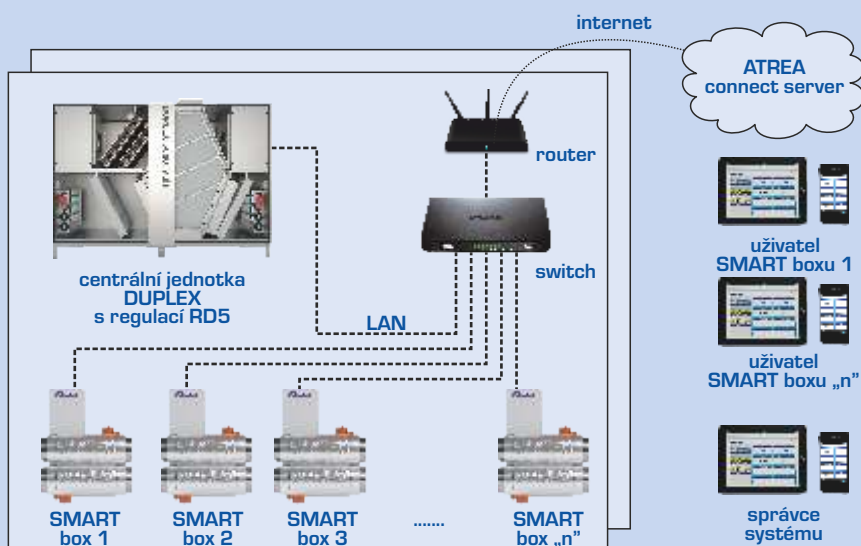 internet
ATREA
connect server
router
switch
centrální jednotka
DUPLEX
s regulací RD5
LAN
SMART
box 1
SMART
box 2
SMART
box 3
.......
SMART
box „n”
uživatel
SMART boxu 1
uživatel
SMART boxu „n”
správce
systému